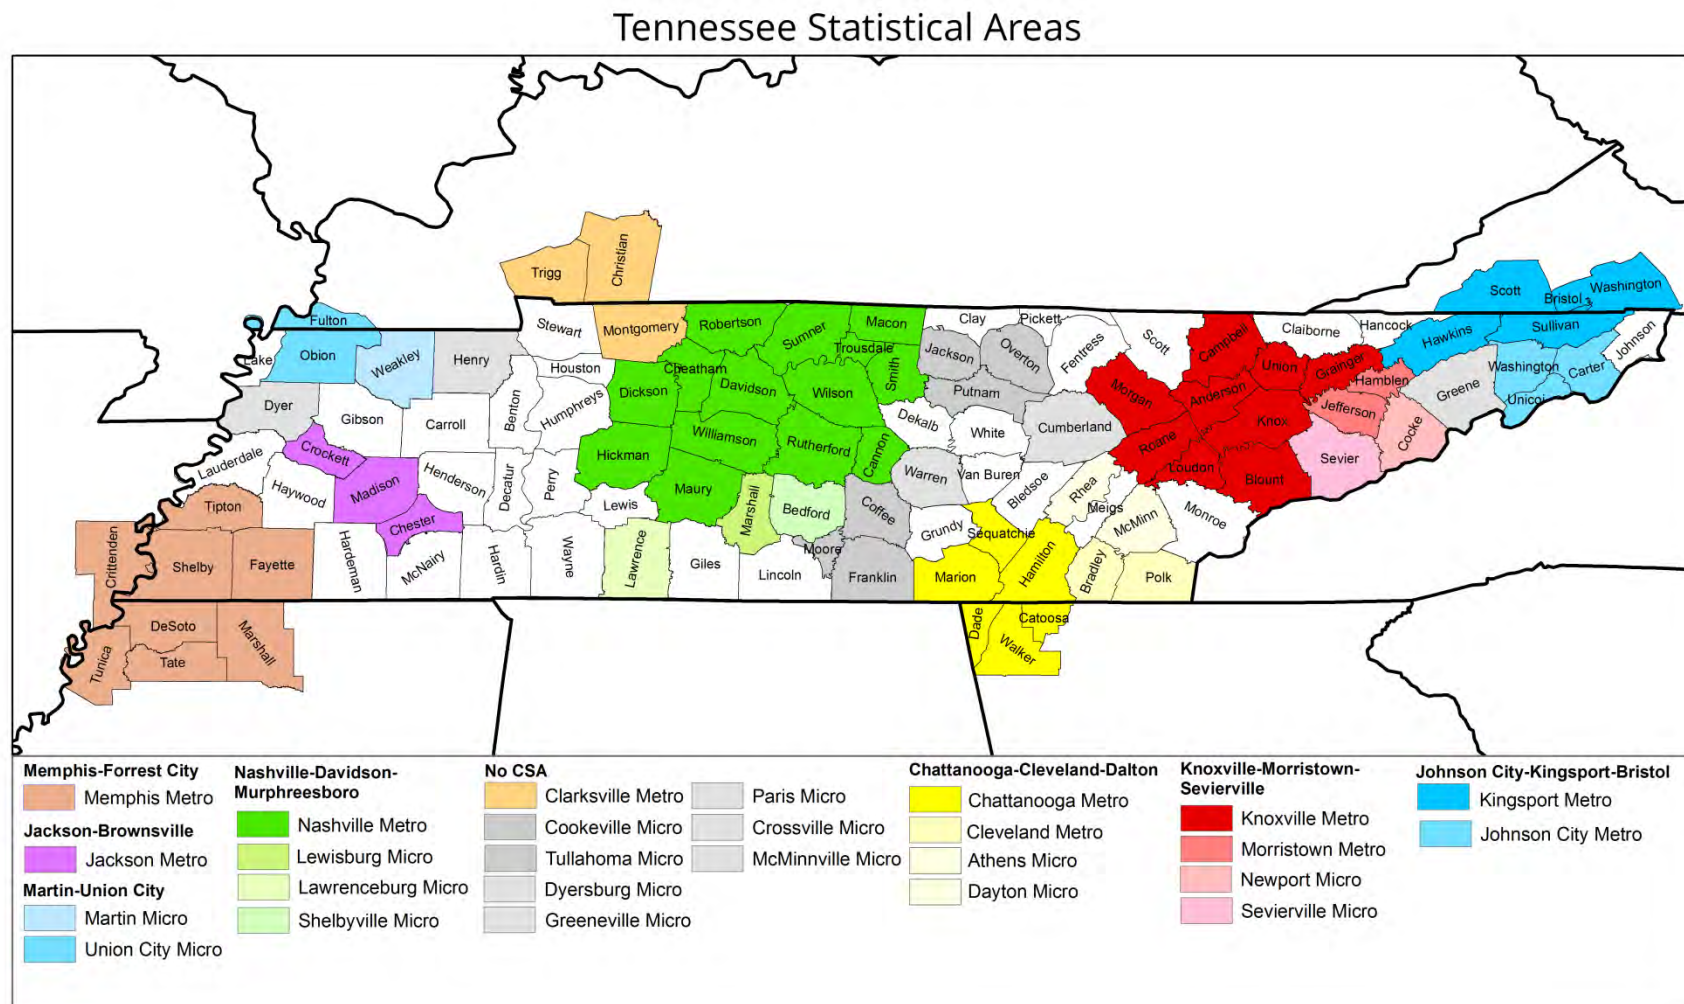 Tennessee Statistical Areas
Christian
Trigg
Scott
Washington
Bristol
Fulton
Stewart
Montgomery
Robertson
Sumner
Macon
Clay
Pickett
Fentress
Scott
Campbell
Claiborne
Hancock
Hawkins
Sullivan
Johnson
Lake
Obion
Weakley
Henry
Houston
Cheatham
Trousdale
Smith
Jackson
Overton
Morgan
Anderson
Union
Grainger
Hamblen
Greene
Washington
Carter
Unicoi
Dyer
Gibson
Carroll
Benton
Humphreys
Dickson
Davidson
Wilson
Putnam
Dekalb
White
Cumberland
Knox
Jefferson
Cocke
Lauderdale
Crockett
Haywood
Madison
Henderson
Decatur
Perry
Hickman
Williamson
Rutherford
Cannon
Warren
Van Buren
Bledsoe
Roane
Loudon
Blount
Sevier
Tipton
Chester
Lewis
Maury
Marshall
Bedford
Coffee
Grundy
Sequatchie
Rhea
Meigs
McMinn
Monroe
Crittenden
Shelby
Fayette
Hardeman
McNairy
Hardin
Wayne
Lawrence
Giles
Lincoln
Moore
Franklin
Marion
Hamilton
Bradley
Polk
DeSoto
Tunica
Tate
Marshall
Dade
Walker
Catoosa
Memphis-Forrest City
Memphis Metro
Jackson-Brownsville
Jackson Metro
Martin-Union City
Martin Micro
Union City Micro
Nashville-Davidson-
Murphreesboro
Nashville Metro
Lewisburg Micro
Lawrenceburg Micro
Shelbyville Micro
No CSA
Clarksville Metro
Cookeville Micro
Tullahoma Micro
Dyersburg Micro
Greeneville Micro
Paris Micro
Crossville Micro
McMinnville Micro
Chattanooga-Cleveland-Dalton
Chattanooga Metro
Cleveland Metro
Athens Micro
Dayton Micro
Knoxville-Morristown-
Sevierville
Knoxville Metro
Morristown Metro
Newport Micro
Sevierville Micro
Johnson City-Kingsport-Bristol
Kingsport Metro
Johnson City Metro